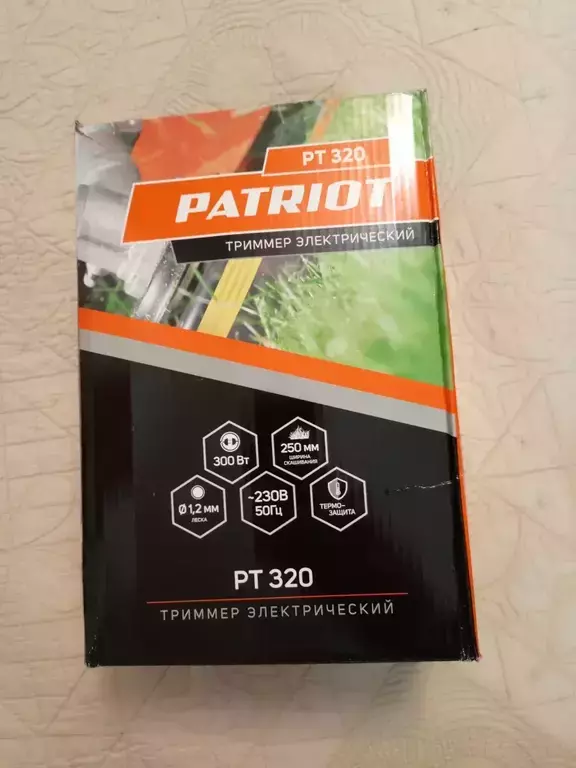 PT 320
PATRIOT
ТРИММЕР ЭЛЕКТРИЧЕСКИЙ
300 Вт
250 мм
ШИРИНА
СКАШИВАНИЯ
Ø 1,2 мм
ЛЕСКА
~230В
50Гц
ТЕРМО-
ЗАЩИТА
PT 320
ТРИММЕР ЭЛЕКТРИЧЕСКИЙ